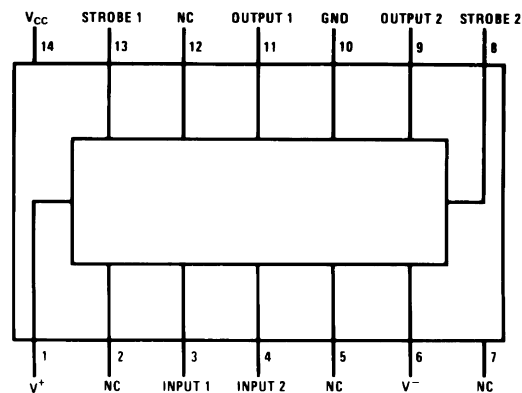 V_CC STROBE 1 NC OUTPUT 1 GND OUTPUT 2 STROBE 2
14 13 12 11 10 9 8
1 2 3 4 5 6 7
V⁺ NC INPUT 1 INPUT 2 NC V⁻ NC